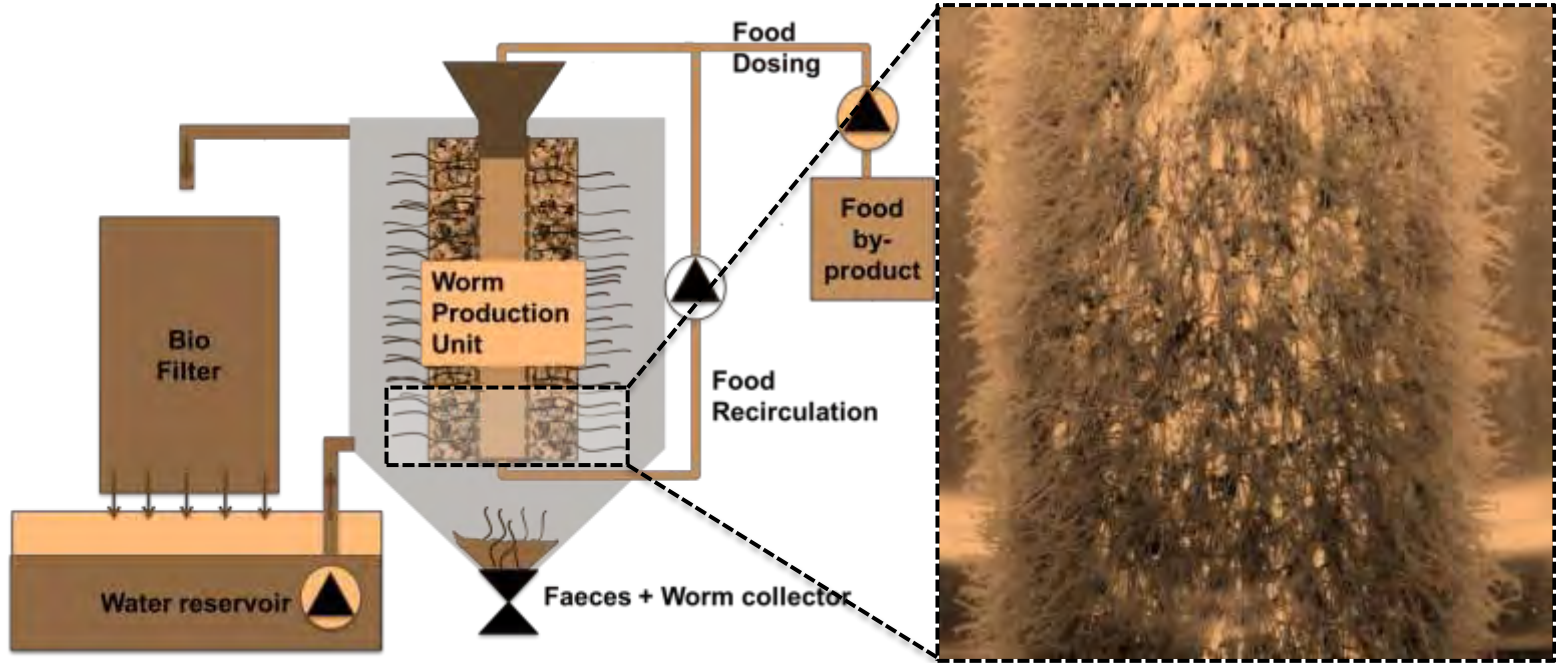 Food
Dosing
Food
by-
product
Worm
Production
Unit
Bio
Filter
Food
Recirculation
Water reservoir
Faeces + Worm collector